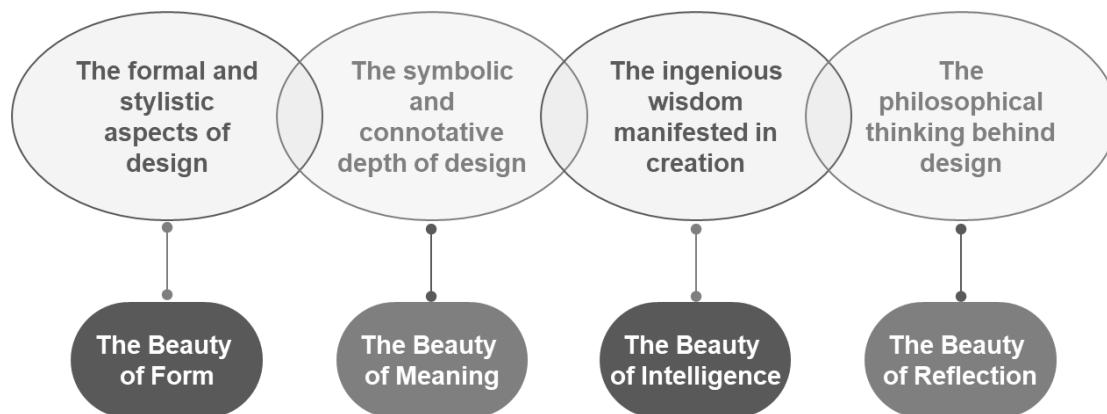 The formal and
stylistic
aspects of
design
The symbolic
and
connotative
depth of design
The ingenious
wisdom
manifested in
creation
The
philosophical
thinking behind
design
The Beauty
of Form
The Beauty
of Meaning
The Beauty
of Intelligence
The Beauty
of Reflection